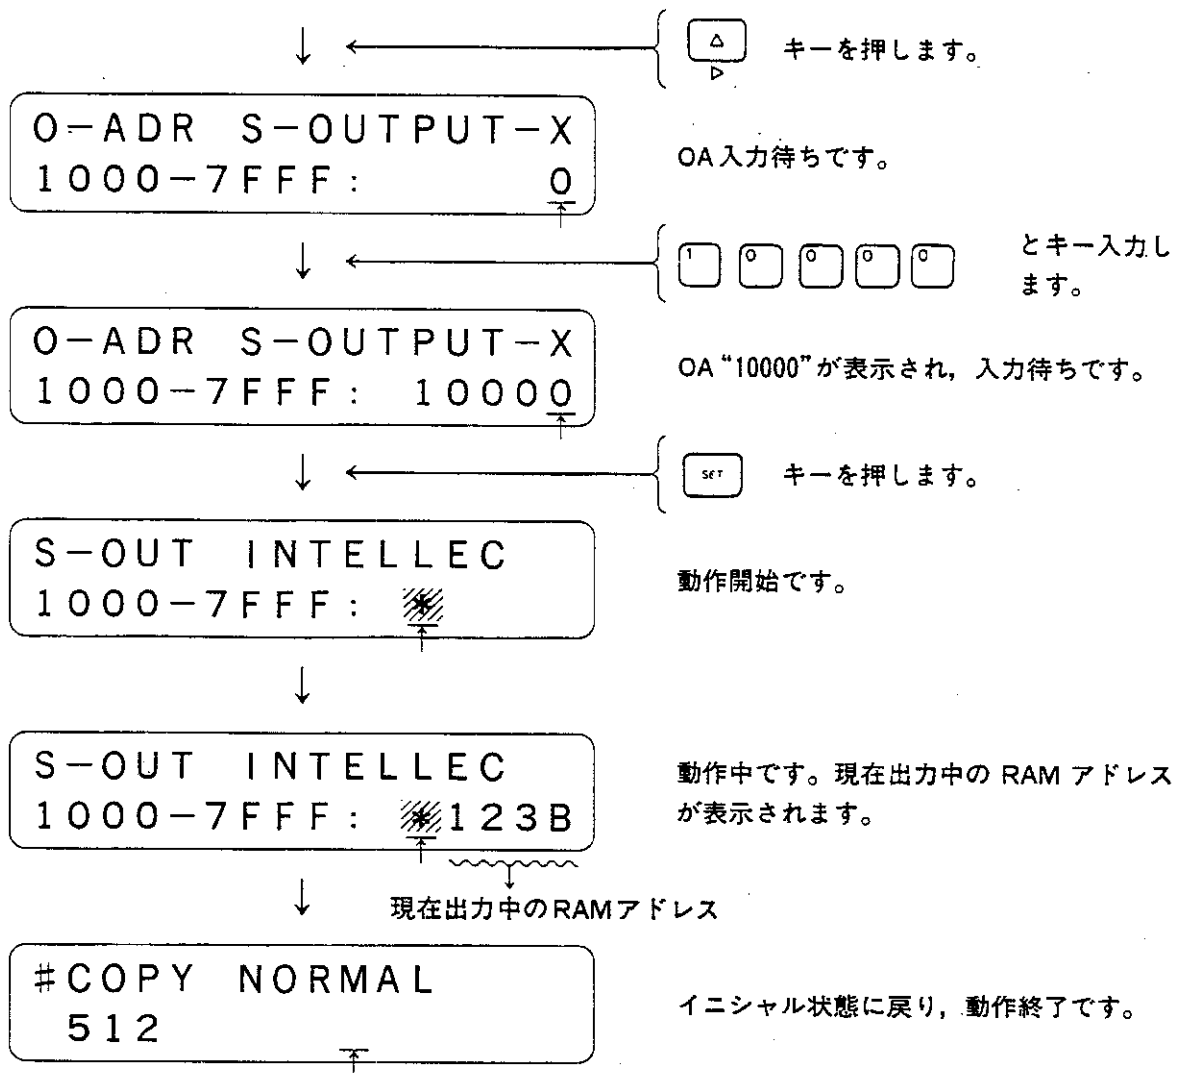 キーを押します。
O-ADR S-OUTPUT-X
1000-7FFF: 0
OA入力待ちです。
1 0 0 0 0 とキー入力し
ます。
O-ADR S-OUTPUT-X
1000-7FFF: 10000
OA“10000”が表示され，入力待ちです。
SET キーを押します。
S-OUT INTELLEC
1000-7FFF: *
動作開始です。
S-OUT INTELLEC
1000-7FFF: *123B
動作中です。現在出力中の RAM アドレス
が表示されます。
現在出力中のRAMアドレス
#COPY NORMAL
512
イニシャル状態に戻り，動作終了です。